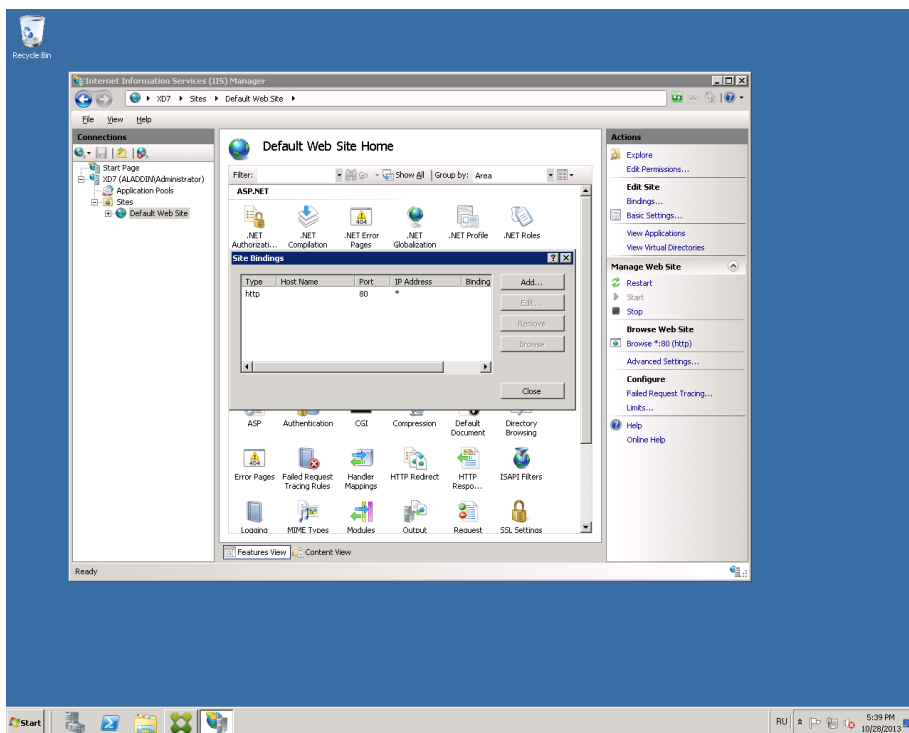 Recycle Bin
Internet Information Services (IIS) Manager
XD7 Sites Default Web Site
File View Help
Connections
Start Page
XD7 (ALADDIN\Administrator)
Application Pools
Sites
Default Web Site
Default Web Site Home
Filter: Go Show All Group by: Area
ASP.NET
.NET Authorizati...
.NET Compilation
.NET Error Pages
.NET Globalization
.NET Profile
.NET Roles
Site Bindings
Type Host Name Port IP Address Binding
http 80 *
Add...
Edit...
Remove
Browse
Close
ASP
Authentication
CGI
Compression
Default Document
Directory Browsing
Error Pages
Failed Request Tracing Rules
Handler Mappings
HTTP Redirect
HTTP Respo...
ISAPI Filters
Logging
MIME Types
Modules
Output
Request
SSL Settings
Features View Content View
Actions
Explore
Edit Permissions...
Edit Site
Bindings...
Basic Settings...
View Applications
View Virtual Directories
Manage Web Site
Restart
Start
Stop
Browse Web Site
Browse *:80 (http)
Advanced Settings...
Configure
Failed Request Tracing...
Limits...
Help
Online Help
Ready
Start
RU
5:39 PM
10/28/2013